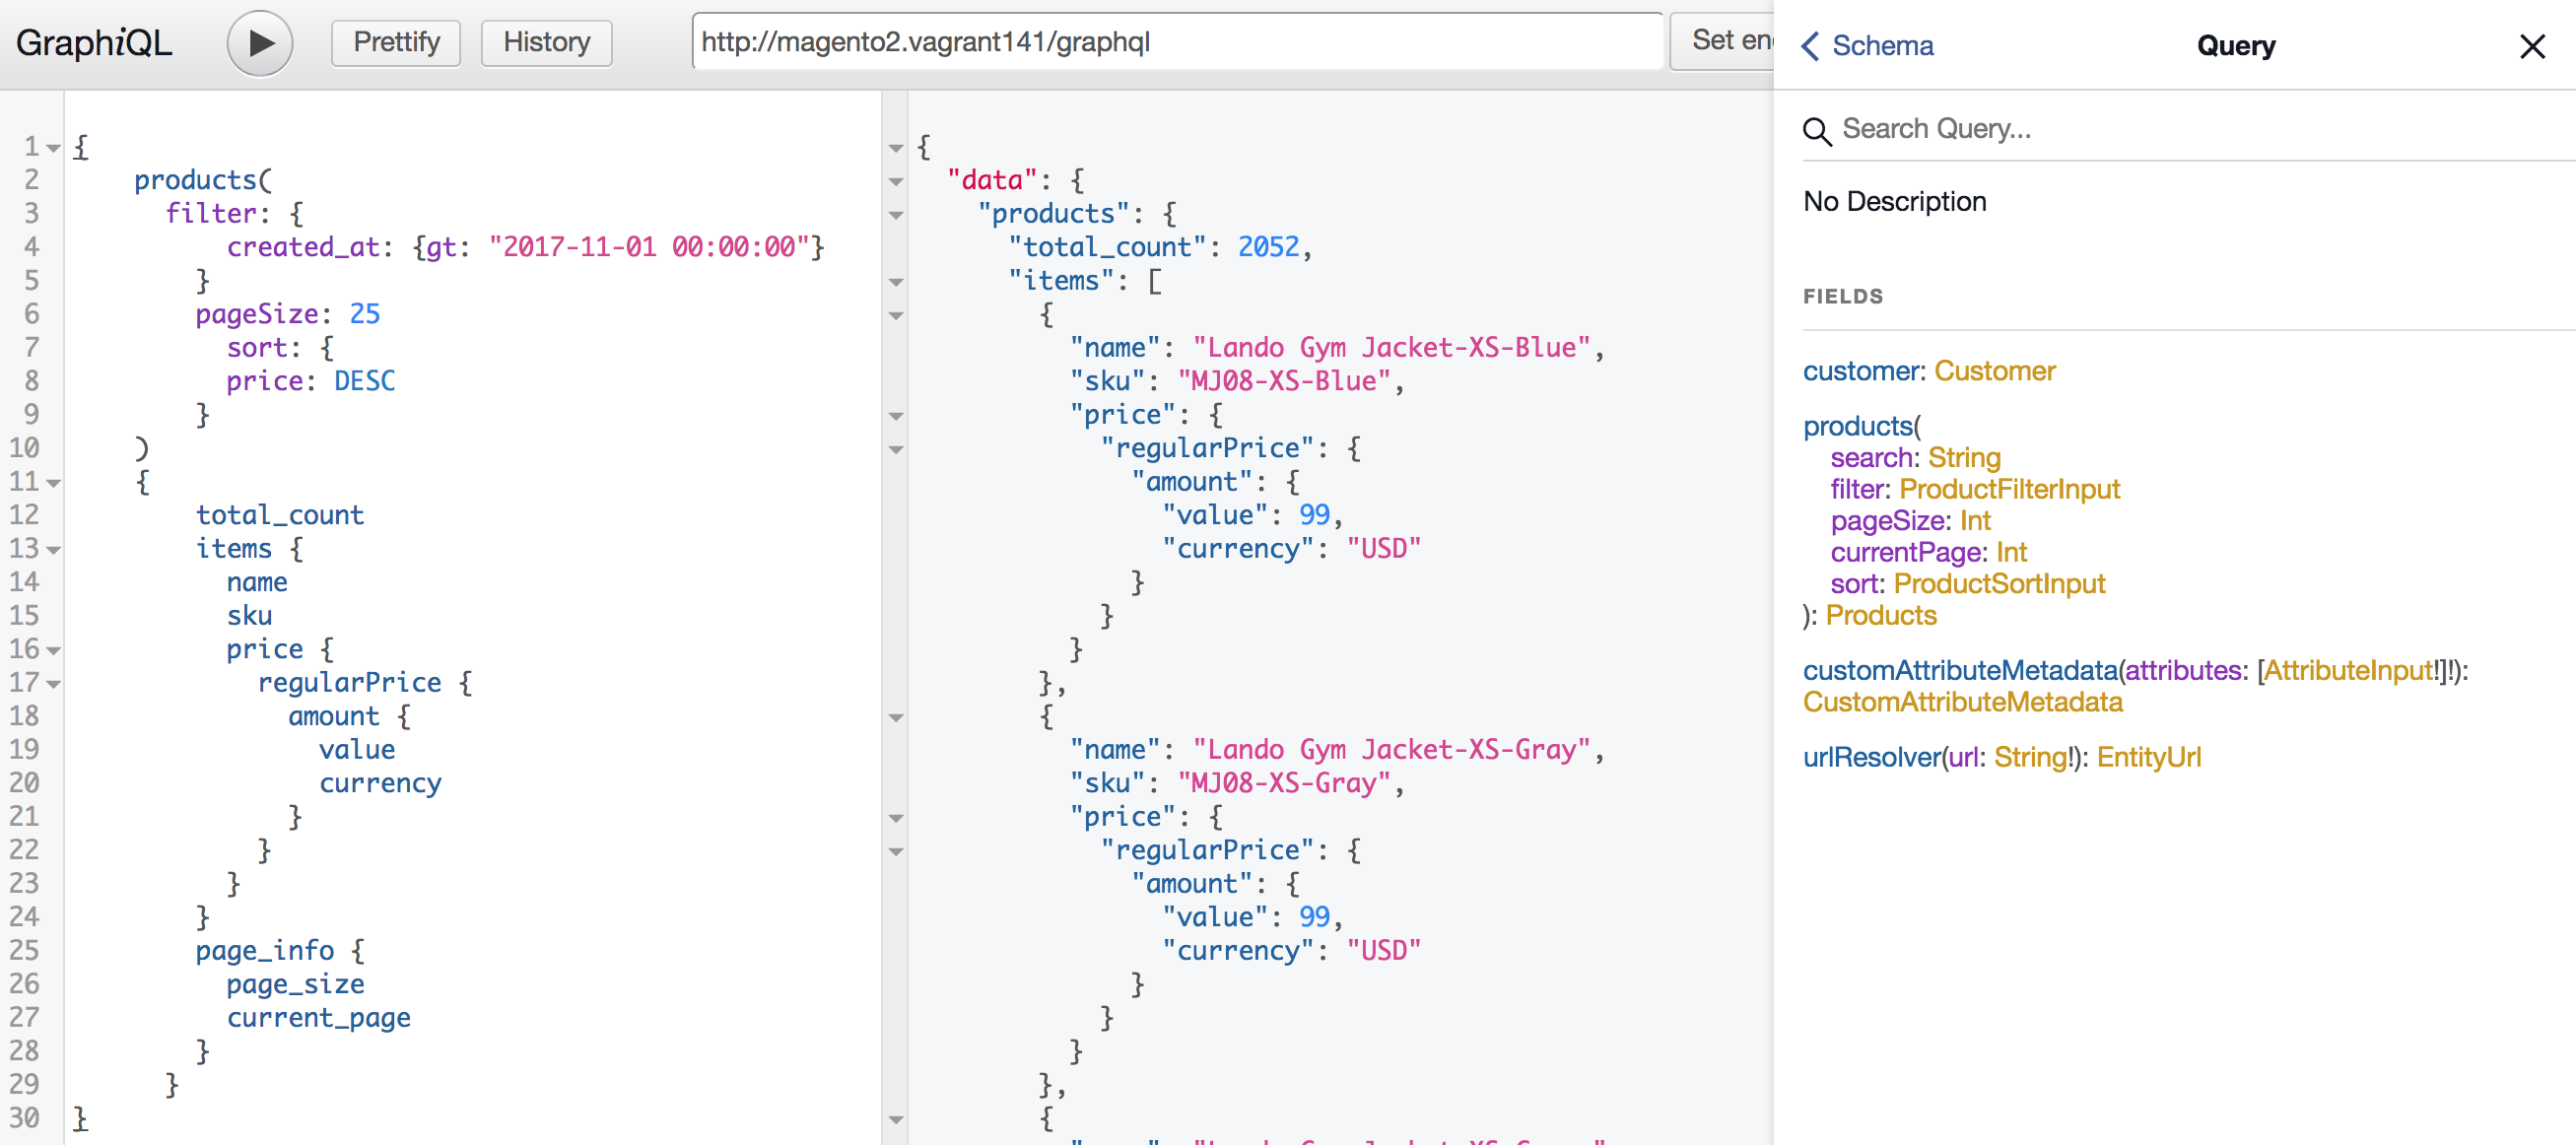 GraphiQL Prettify History http://magento2.vagrant141/graphql Set en
1 {
2 products(
3 filter: {
4 created_at: {gt: "2017-11-01 00:00:00"}
5 }
6 pageSize: 25
7 sort: {
8 price: DESC
9 }
10 )
11 {
12 total_count
13 items {
14 name
15 sku
16 price {
17 regularPrice {
18 amount {
19 value
20 currency
21 }
22 }
23 }
24 }
25 page_info {
26 page_size
27 current_page
28 }
29 }
30 }
{
"data": {
"products": {
"total_count": 2052,
"items": [
{
"name": "Lando Gym Jacket-XS-Blue",
"sku": "MJ08-XS-Blue",
"price": {
"regularPrice": {
"amount": {
"value": 99,
"currency": "USD"
}
}
}
},
{
"name": "Lando Gym Jacket-XS-Gray",
"sku": "MJ08-XS-Gray",
"price": {
"regularPrice": {
"amount": {
"value": 99,
"currency": "USD"
}
}
}
},
{
Schema Query
Search Query...
No Description
FIELDS
customer: Customer
products(
search: String
filter: ProductFilterInput
pageSize: Int
currentPage: Int
sort: ProductSortInput
): Products
customAttributeMetadata(attributes: [AttributeInput!]!):
CustomAttributeMetadata
urlResolver(url: String!): EntityUrl